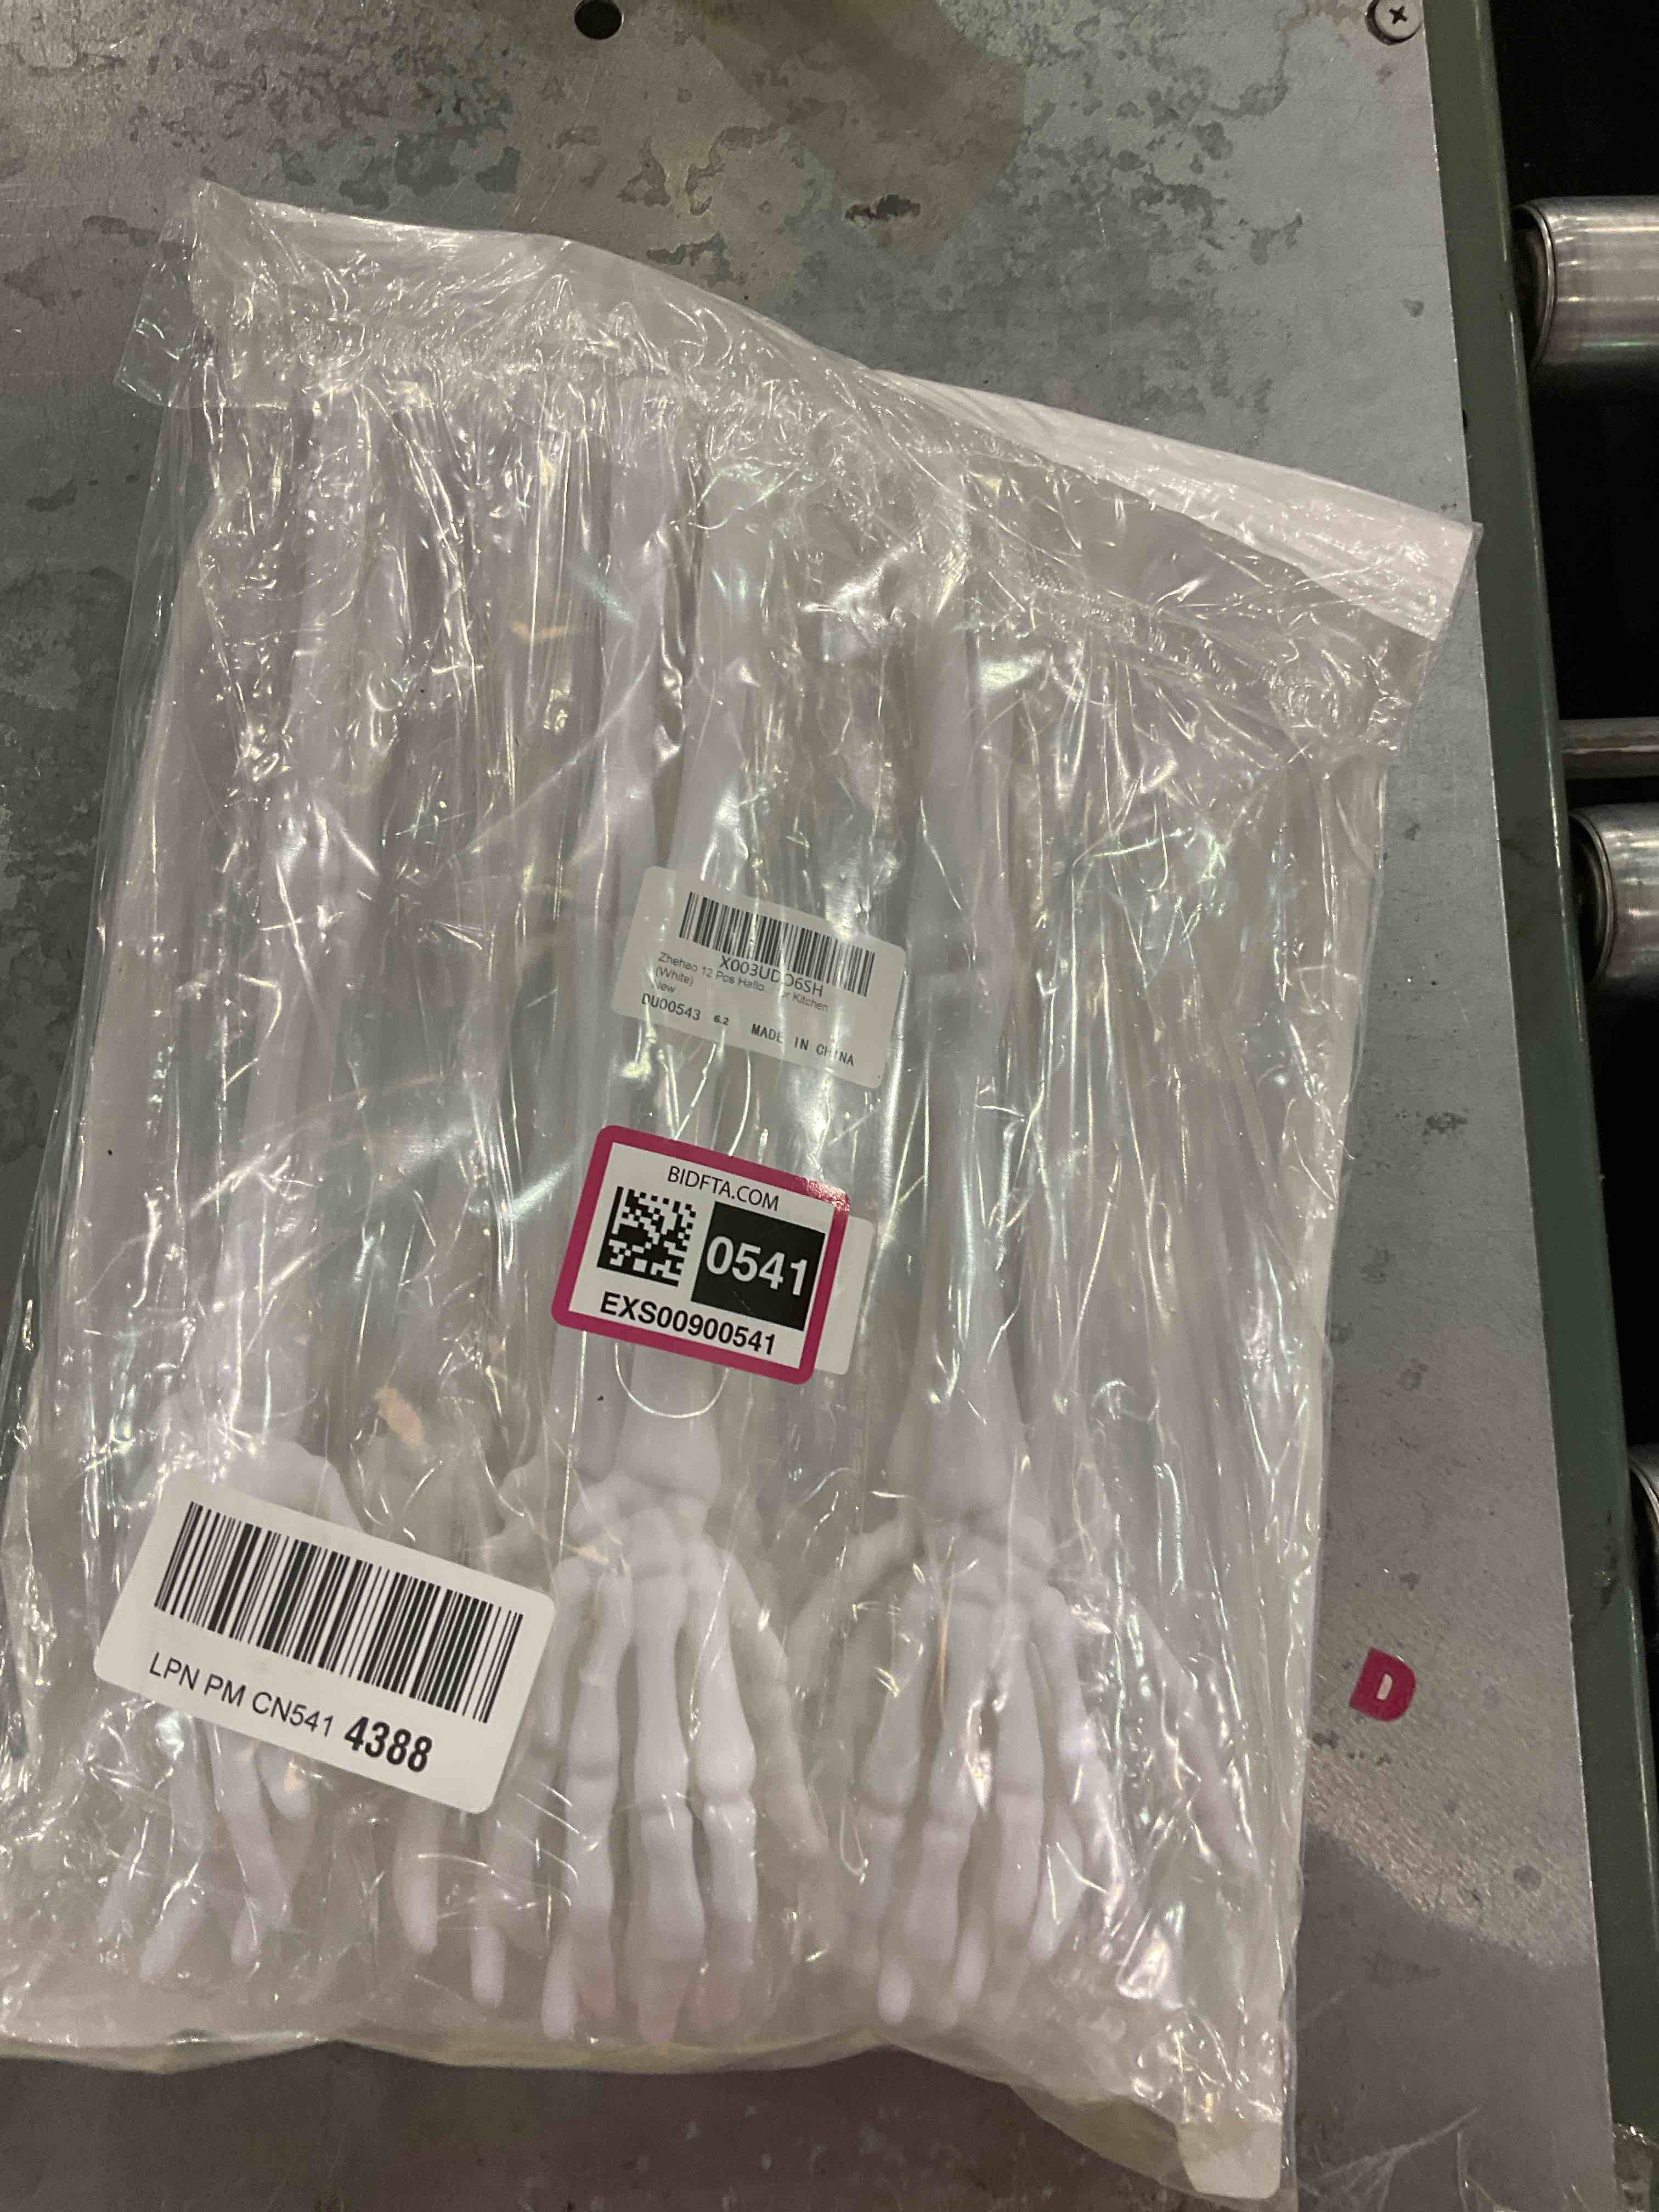 X003UDO6SH
Zhehao 12 Pcs Hallo or Kitchen
(White)
New
DU00543 6.2 MADE IN CHINA
BIDFTA.COM
0541
EXS00900541
LPN PM CN541 4388
D